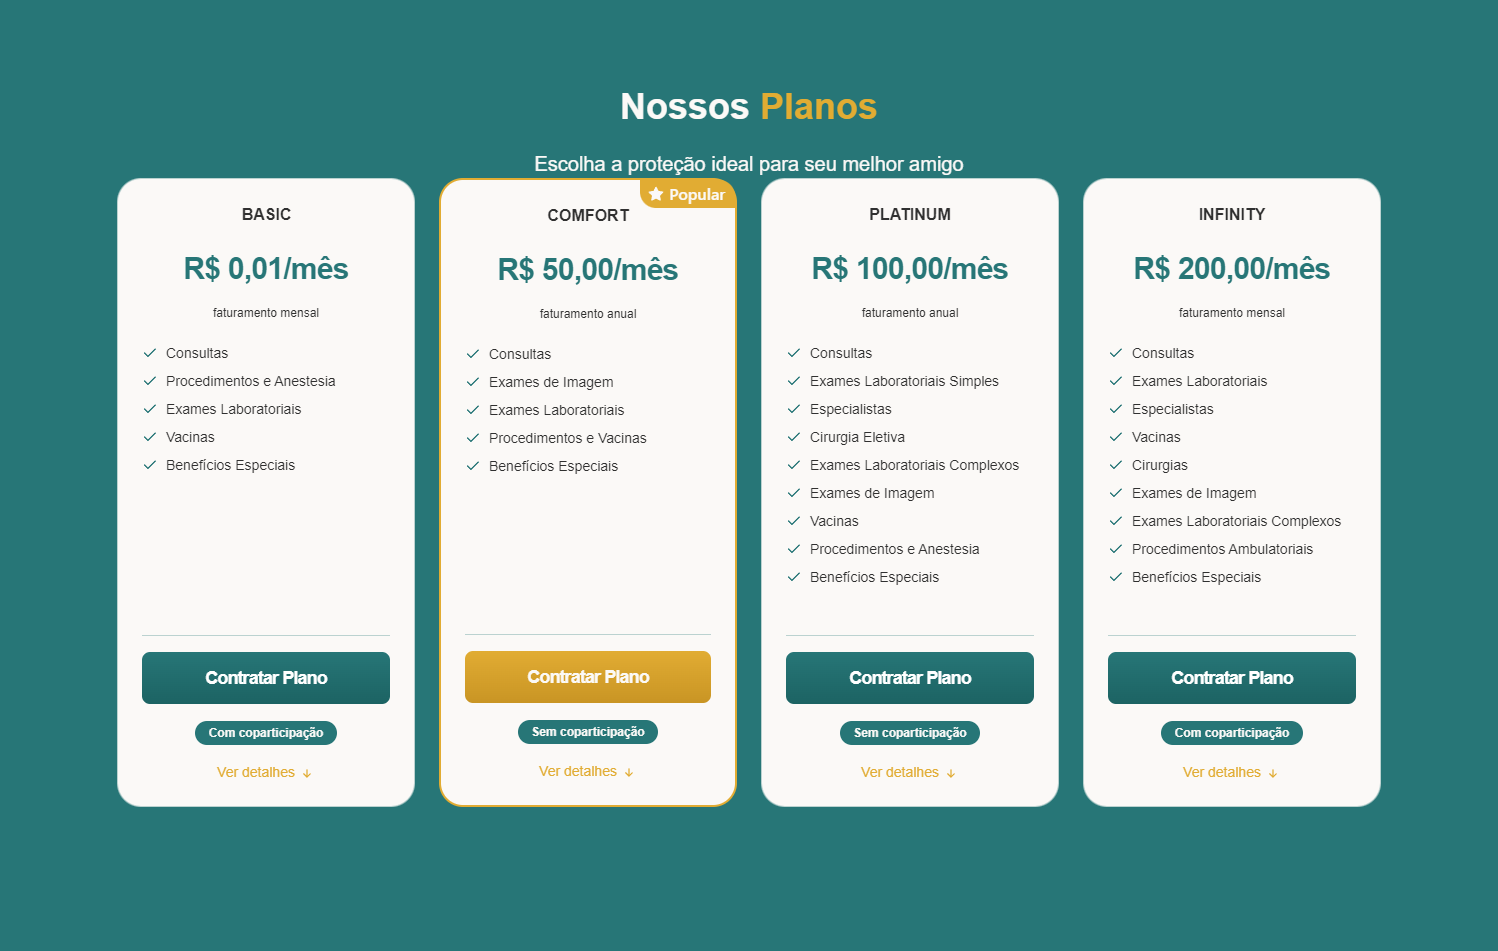 Nossos Planos
Escolha a proteção ideal para seu melhor amigo
BASIC
R$ 0,01/mês
faturamento mensal
Consultas
Procedimentos e Anestesia
Exames Laboratoriais
Vacinas
Benefícios Especiais
Contratar Plano
Com coparticipação
Ver detalhes ↓
Popular
COMFORT
R$ 50,00/mês
faturamento anual
Consultas
Exames de Imagem
Exames Laboratoriais
Procedimentos e Vacinas
Benefícios Especiais
Contratar Plano
Sem coparticipação
Ver detalhes ↓
PLATINUM
R$ 100,00/mês
faturamento anual
Consultas
Exames Laboratoriais Simples
Especialistas
Cirurgia Eletiva
Exames Laboratoriais Complexos
Exames de Imagem
Vacinas
Procedimentos e Anestesia
Benefícios Especiais
Contratar Plano
Sem coparticipação
Ver detalhes ↓
INFINITY
R$ 200,00/mês
faturamento mensal
Consultas
Exames Laboratoriais
Especialistas
Vacinas
Cirurgias
Exames de Imagem
Exames Laboratoriais Complexos
Procedimentos Ambulatoriais
Benefícios Especiais
Contratar Plano
Com coparticipação
Ver detalhes ↓